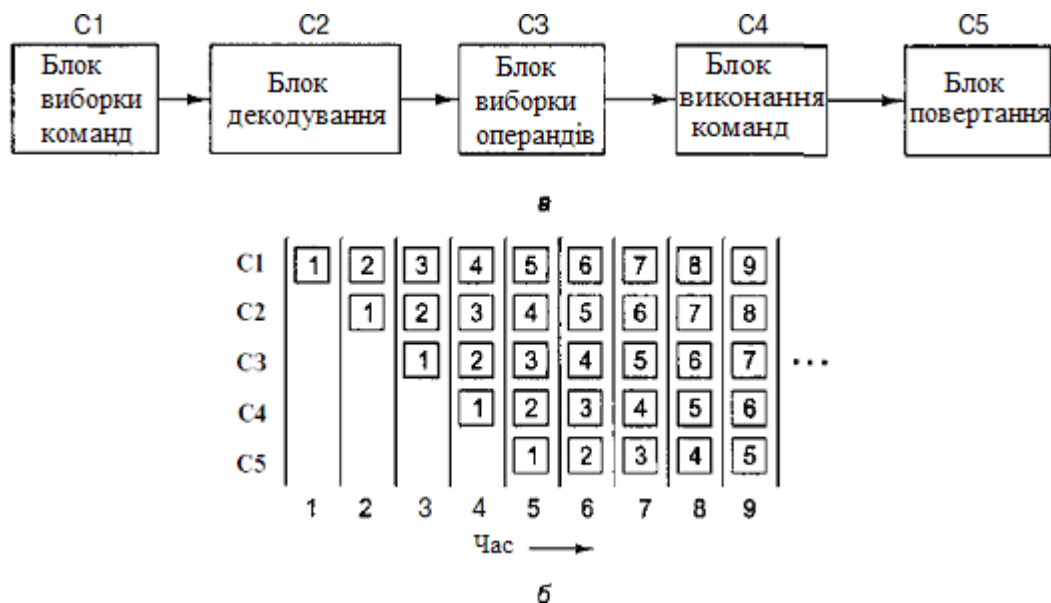 C1 C2 C3 C4 C5
Блок
виборки
команд
Блок
декодування
Блок
виборки
операндів
Блок
виконання
команд
Блок
повертання
а
C1 1 2 3 4 5 6 7 8 9
C2 1 2 3 4 5 6 7 8
C3 1 2 3 4 5 6 7 ...
C4 1 2 3 4 5 6
C5 1 2 3 4 5
1 2 3 4 5 6 7 8 9
Час
б